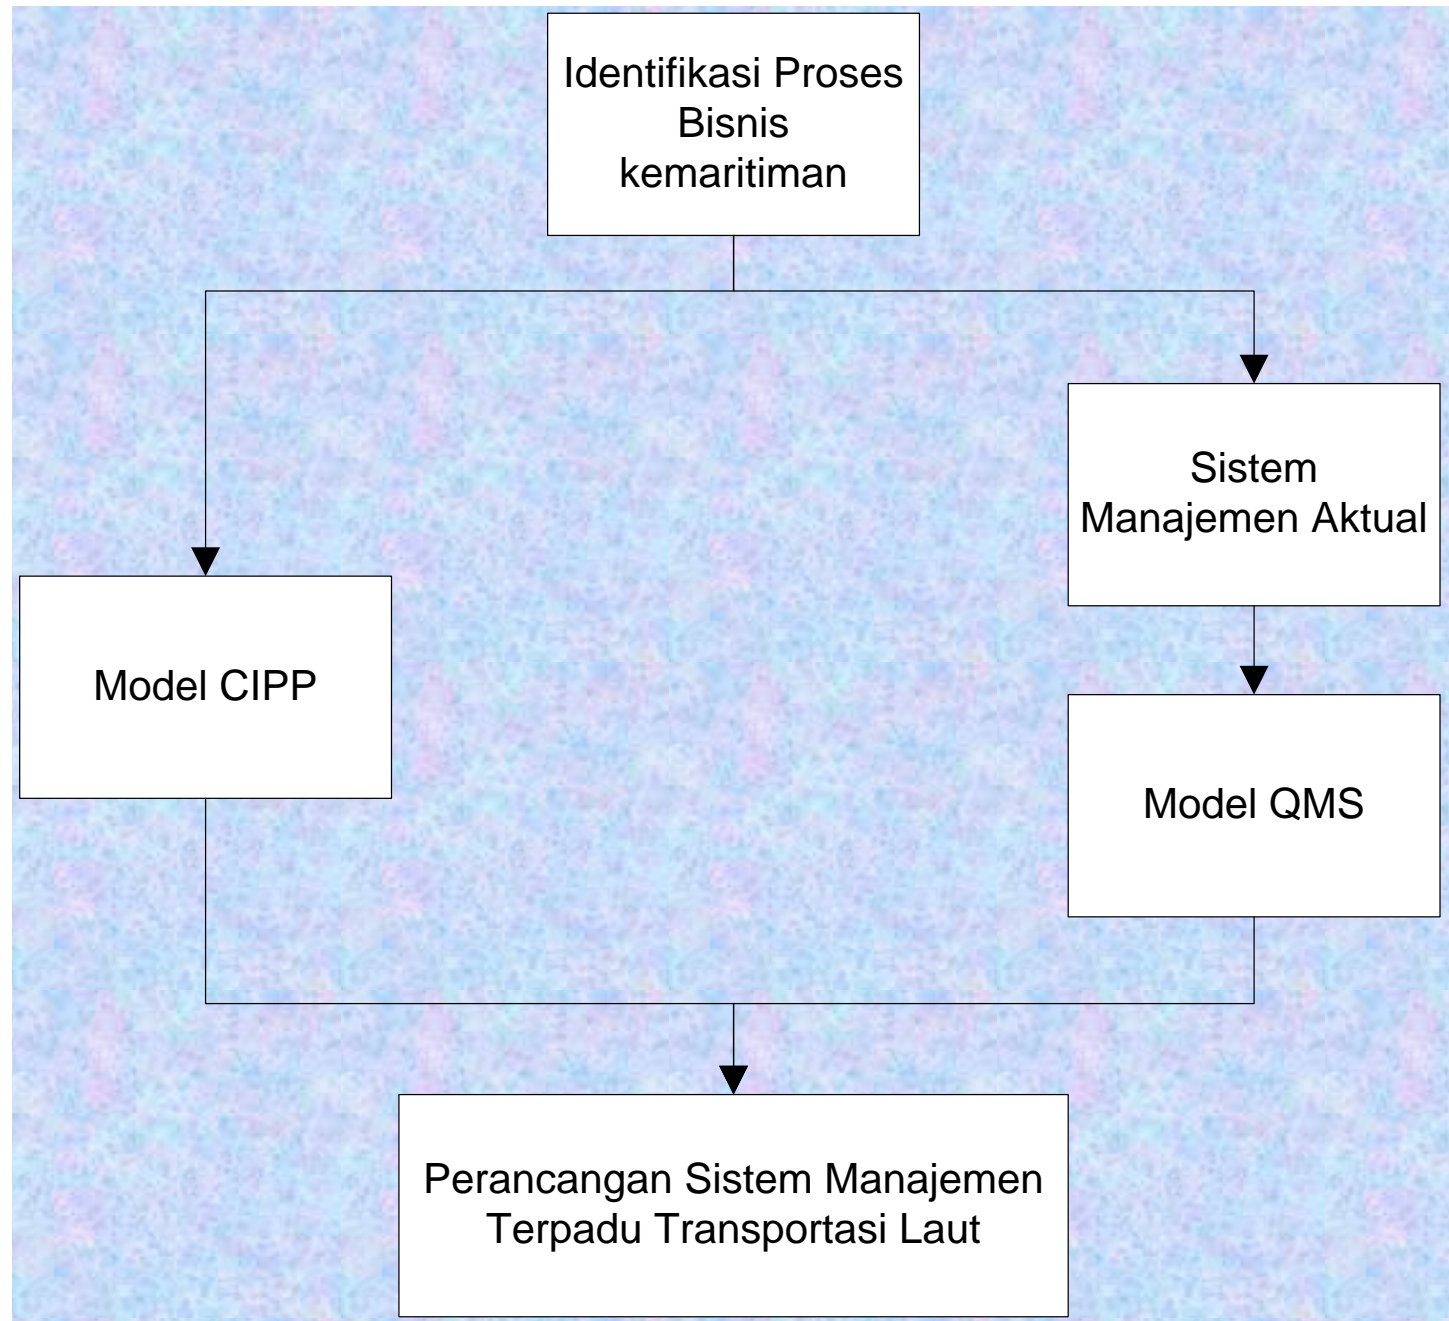 Identifikasi Proses
Bisnis
kemaritiman
Sistem
Manajemen Aktual
Model CIPP
Model QMS
Perancangan Sistem Manajemen
Terpadu Transportasi Laut